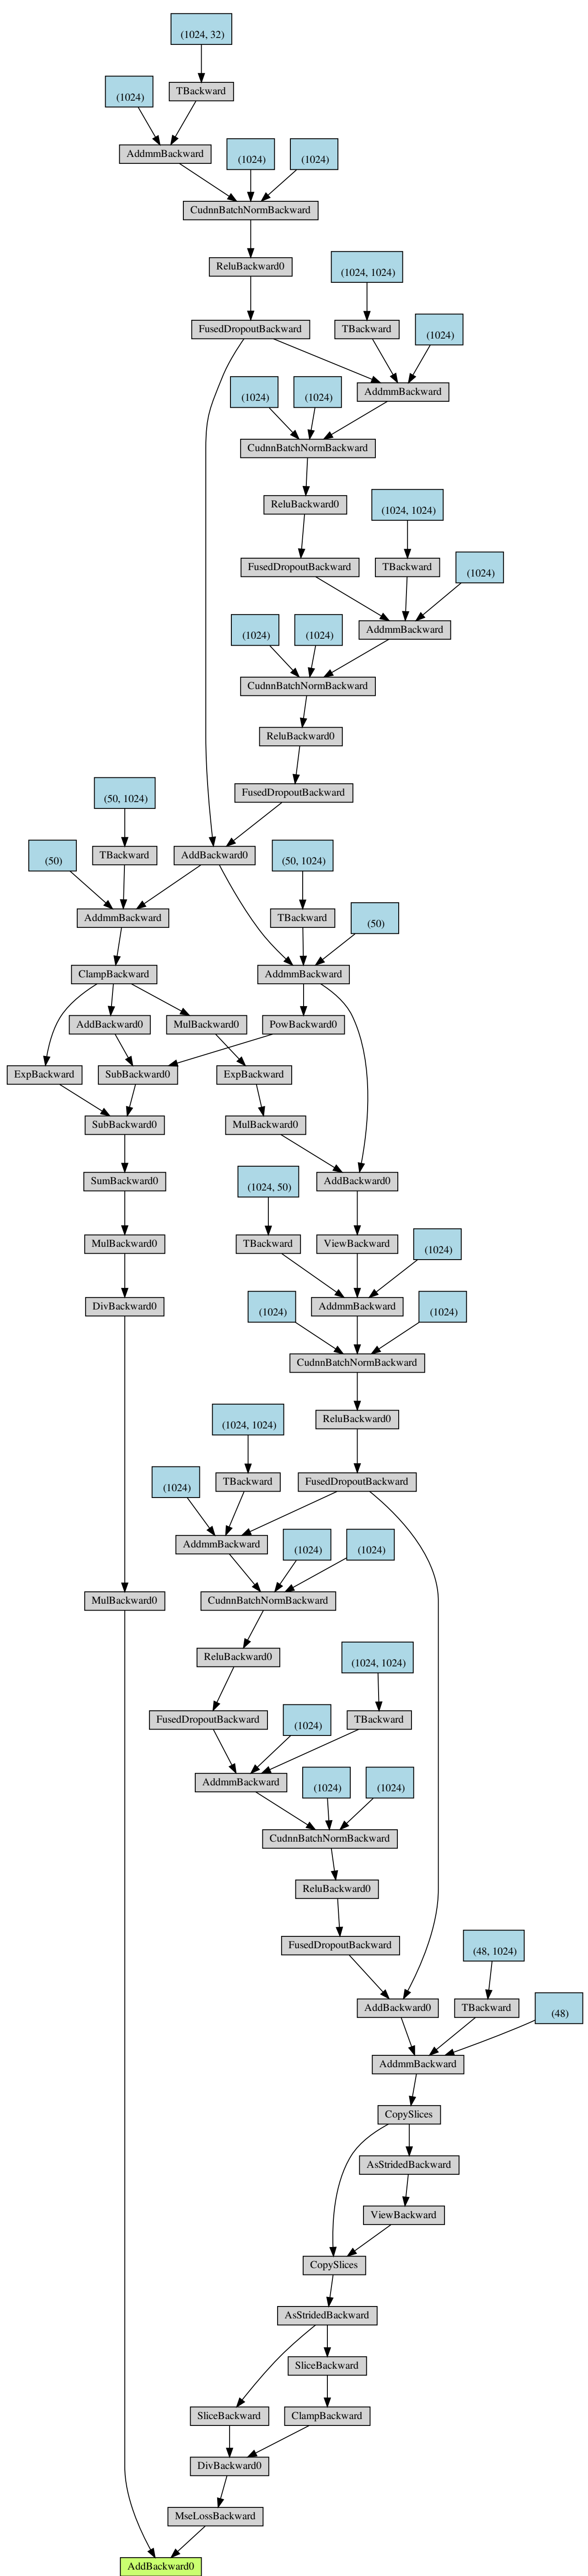 (1024, 32)
(1024)
TBackward
AddmmBackward
(1024)
(1024)
CudnnBatchNormBackward
ReluBackward0
(1024, 1024)
FusedDropoutBackward
TBackward
(1024)
(1024)
(1024)
AddmmBackward
CudnnBatchNormBackward
ReluBackward0
(1024, 1024)
FusedDropoutBackward
TBackward
(1024)
(1024)
(1024)
AddmmBackward
CudnnBatchNormBackward
ReluBackward0
FusedDropoutBackward
(50, 1024)
(50)
TBackward
AddBackward0
(50, 1024)
AddmmBackward
TBackward
(50)
ClampBackward
AddmmBackward
AddBackward0
MulBackward0
PowBackward0
ExpBackward
SubBackward0
ExpBackward
SubBackward0
MulBackward0
SumBackward0
(1024, 50)
AddBackward0
MulBackward0
TBackward
ViewBackward
(1024)
DivBackward0
(1024)
AddmmBackward
(1024)
CudnnBatchNormBackward
(1024, 1024)
ReluBackward0
(1024)
TBackward
FusedDropoutBackward
AddmmBackward
(1024)
(1024)
MulBackward0
CudnnBatchNormBackward
ReluBackward0
(1024, 1024)
FusedDropoutBackward
(1024)
TBackward
AddmmBackward
(1024)
(1024)
CudnnBatchNormBackward
ReluBackward0
FusedDropoutBackward
(48, 1024)
AddBackward0
TBackward
(48)
AddmmBackward
CopySlices
AsStridedBackward
ViewBackward
CopySlices
AsStridedBackward
SliceBackward
SliceBackward
ClampBackward
DivBackward0
MseLossBackward
AddBackward0